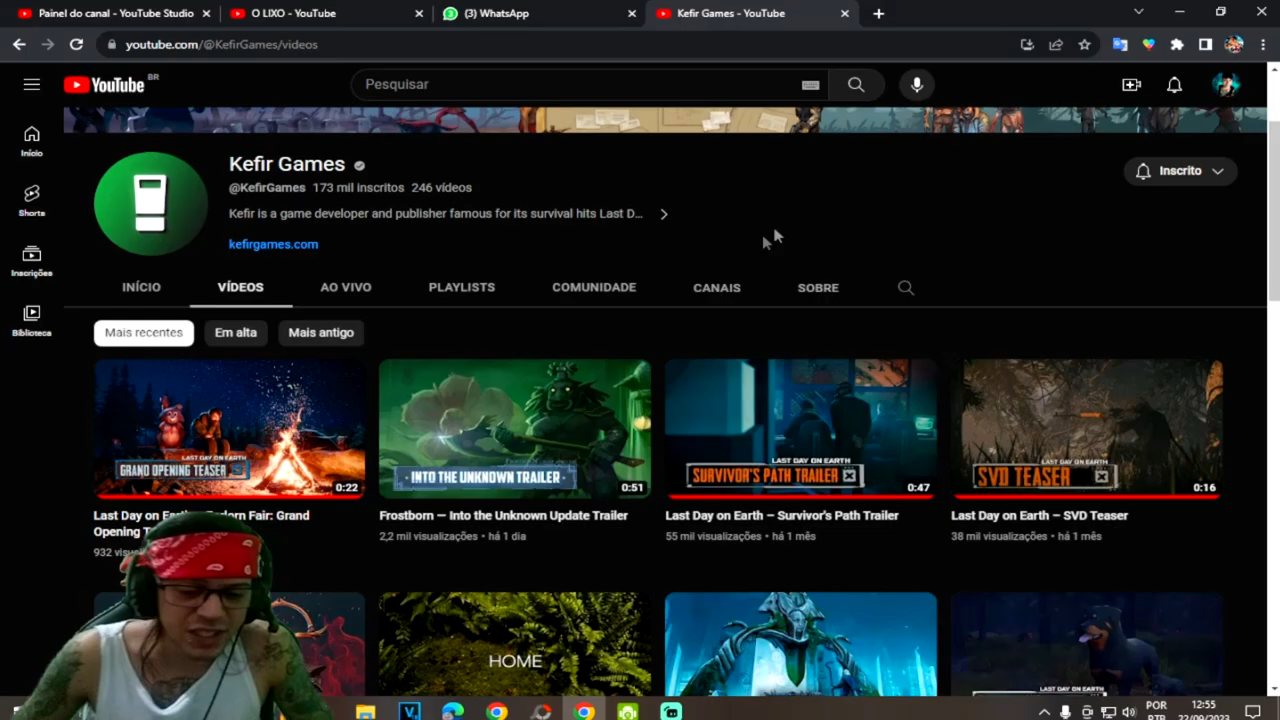 Painel do canal - YouTube Studio
O LIXO - YouTube
(3) WhatsApp
Kefir Games - YouTube
youtube.com/@KefirGames/videos
YouTube BR
Pesquisar
Início
Shorts
Inscrições
Biblioteca
Kefir Games
@KefirGames 173 mil inscritos 246 vídeos
Kefir is a game developer and publisher famous for its survival hits Last D...
kefirgames.com
Inscrito
INÍCIO VÍDEOS AO VIVO PLAYLISTS COMUNIDADE CANAIS SOBRE
Mais recentes Em alta Mais antigo
LAST DAY ON EARTH
GRAND OPENING TEASER
0:22
- INTO THE UNKNOWN TRAILER -
0:51
LAST DAY ON EARTH
SURVIVOR'S PATH TRAILER
0:47
LAST DAY ON EARTH
SVD TEASER
0:16
Last Day on Earth Fair: Grand
Opening
932
Frostborn — Into the Unknown Update Trailer
2,2 mil visualizações • há 1 dia
Last Day on Earth – Survivor's Path Trailer
55 mil visualizações • há 1 mês
Last Day on Earth – SVD Teaser
38 mil visualizações • há 1 mês
HOME
LAST DAY ON EARTH
POR
12:55
PTB
22/09/2023